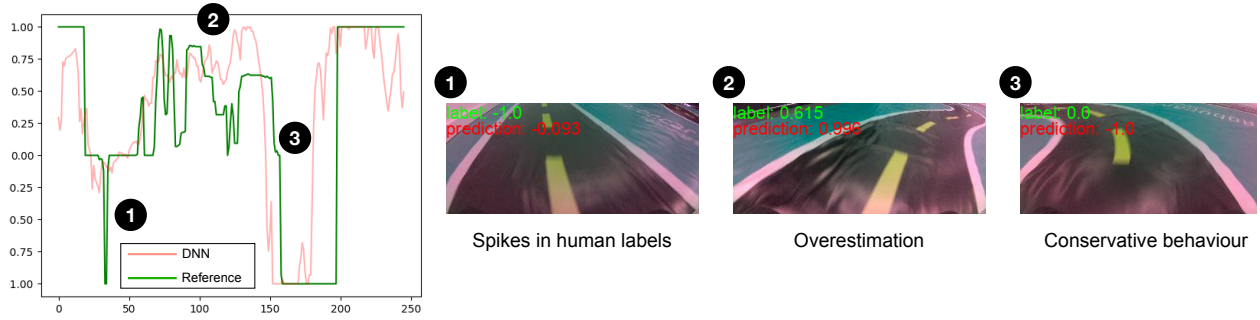 1.00
0.75
0.50
0.25
0.00
0.25
0.50
0.75
1.00
0
50
100
150
200
250
1
2
3
DNN
Reference
1
label: -1.0
prediction: -0.093
Spikes in human labels
2
label: 0.615
prediction: 0.996
Overestimation
3
label: 0.0
prediction: -1.0
Conservative behaviour